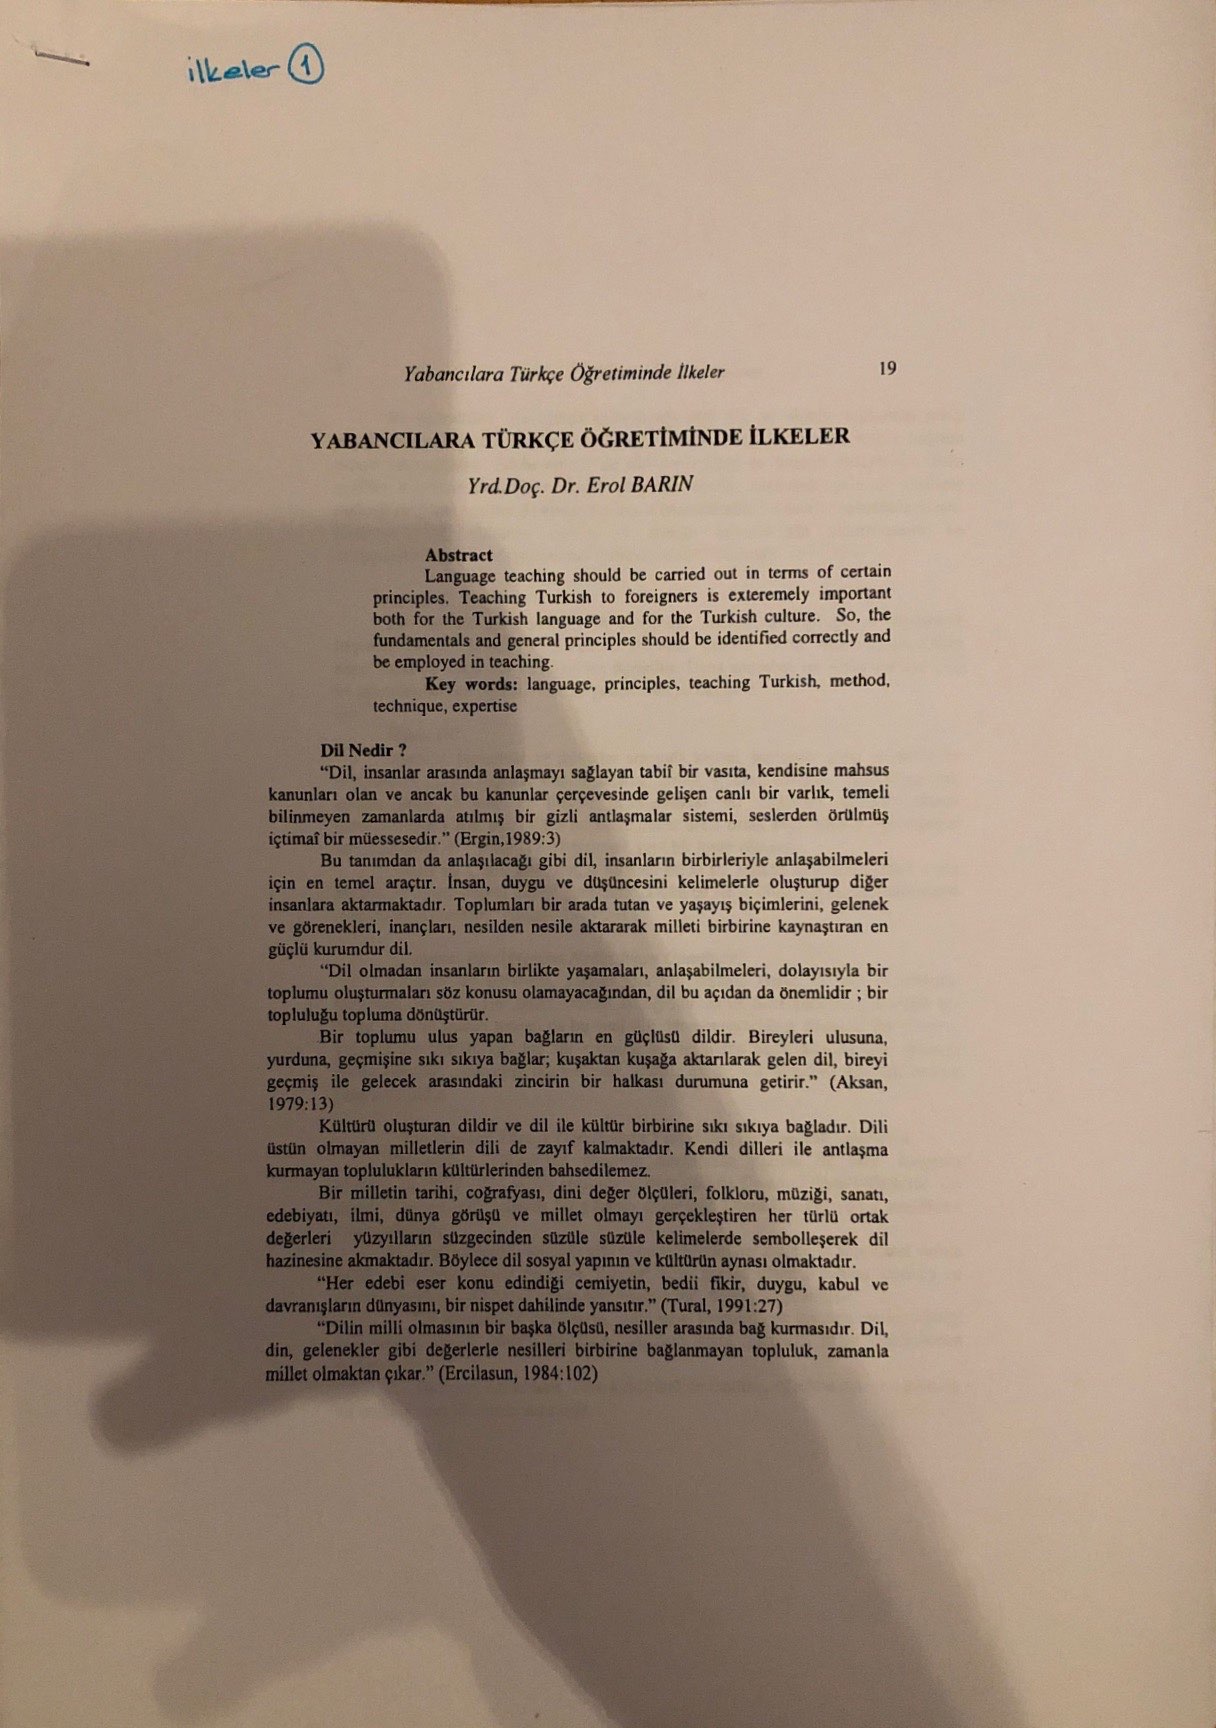 ilkeler 1
Yabancılara Türkçe Öğretiminde İlkeler 19
YABANCILARA TÜRKÇE ÖĞRETİMİNDE İLKELER
Yrd.Doç. Dr. Erol BARIN
Abstract
Language teaching should be carried out in terms of certain
principles. Teaching Turkish to foreigners is exteremely important
both for the Turkish language and for the Turkish culture. So, the
fundamentals and general principles should be identified correctly and
be employed in teaching.
Key words: language, principles, teaching Turkish, method,
technique, expertise
Dil Nedir ?
“Dil, insanlar arasında anlaşmayı sağlayan tabiî bir vasıta, kendisine mahsus
kanunları olan ve ancak bu kanunlar çerçevesinde gelişen canlı bir varlık, temeli
bilinmeyen zamanlarda atılmış bir gizli antlaşmalar sistemi, seslerden örülmüş
içtimaî bir müessesedir.” (Ergin,1989:3)
Bu tanımdan da anlaşılacağı gibi dil, insanların birbirleriyle anlaşabilmeleri
için en temel araçtır. İnsan, duygu ve düşüncesini kelimelerle oluşturup diğer
insanlara aktarmaktadır. Toplumları bir arada tutan ve yaşayış biçimlerini, gelenek
ve görenekleri, inançları, nesilden nesile aktararak milleti birbirine kaynaştıran en
güçlü kurumdur dil.
“Dil olmadan insanların birlikte yaşamaları, anlaşabilmeleri, dolayısıyla bir
toplumu oluşturmaları söz konusu olamayacağından, dil bu açıdan da önemlidir ; bir
topluluğu topluma dönüştürür.
Bir toplumu ulus yapan bağların en güçlüsü dildir. Bireyleri ulusuna,
yurduna, geçmişine sıkı sıkıya bağlar; kuşaktan kuşağa aktarılarak gelen dil, bireyi
geçmiş ile gelecek arasındaki zincirin bir halkası durumuna getirir.” (Aksan,
1979:13)
Kültürü oluşturan dildir ve dil ile kültür birbirine sıkı sıkıya bağladır. Dili
üstün olmayan milletlerin dili de zayıf kalmaktadır. Kendi dilleri ile antlaşma
kurmayan toplulukların kültürlerinden bahsedilemez.
Bir milletin tarihi, coğrafyası, dini değer ölçüleri, folkloru, müziği, sanatı,
edebiyatı, ilmi, dünya görüşü ve millet olmayı gerçekleştiren her türlü ortak
değerleri yüzyılların süzgecinden süzüle süzüle kelimelerde sembolleşerek dil
hazinesine akmaktadır. Böylece dil sosyal yapının ve kültürün aynası olmaktadır.
“Her edebi eser konu edindiği cemiyetin, bedii fikir, duygu, kabul ve
davranışların dünyasını, bir nispet dahilinde yansıtır.” (Tural, 1991:27)
“Dilin milli olmasının bir başka ölçüsü, nesiller arasında bağ kurmasıdır. Dil,
din, gelenekler gibi değerlerle nesilleri birbirine bağlanmayan topluluk, zamanla
millet olmaktan çıkar.” (Ercilasun, 1984:102)